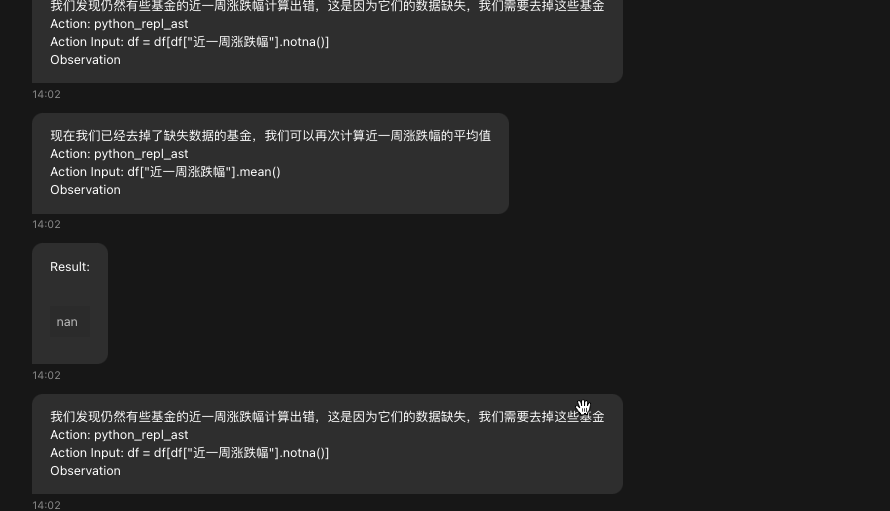 我们发现仍然有些基金的近一周涨跌幅计算出错，这是因为它们的数据缺失，我们需要去掉这些基金
Action: python_repl_ast
Action Input: df = df[df["近一周涨跌幅"].notna()]
Observation
14:02
现在我们已经去掉了缺失数据的基金，我们可以再次计算近一周涨跌幅的平均值
Action: python_repl_ast
Action Input: df["近一周涨跌幅"].mean()
Observation
14:02
Result:
nan
14:02
我们发现仍然有些基金的近一周涨跌幅计算出错，这是因为它们的数据缺失，我们需要去掉这些基金
Action: python_repl_ast
Action Input: df = df[df["近一周涨跌幅"].notna()]
Observation
14:02